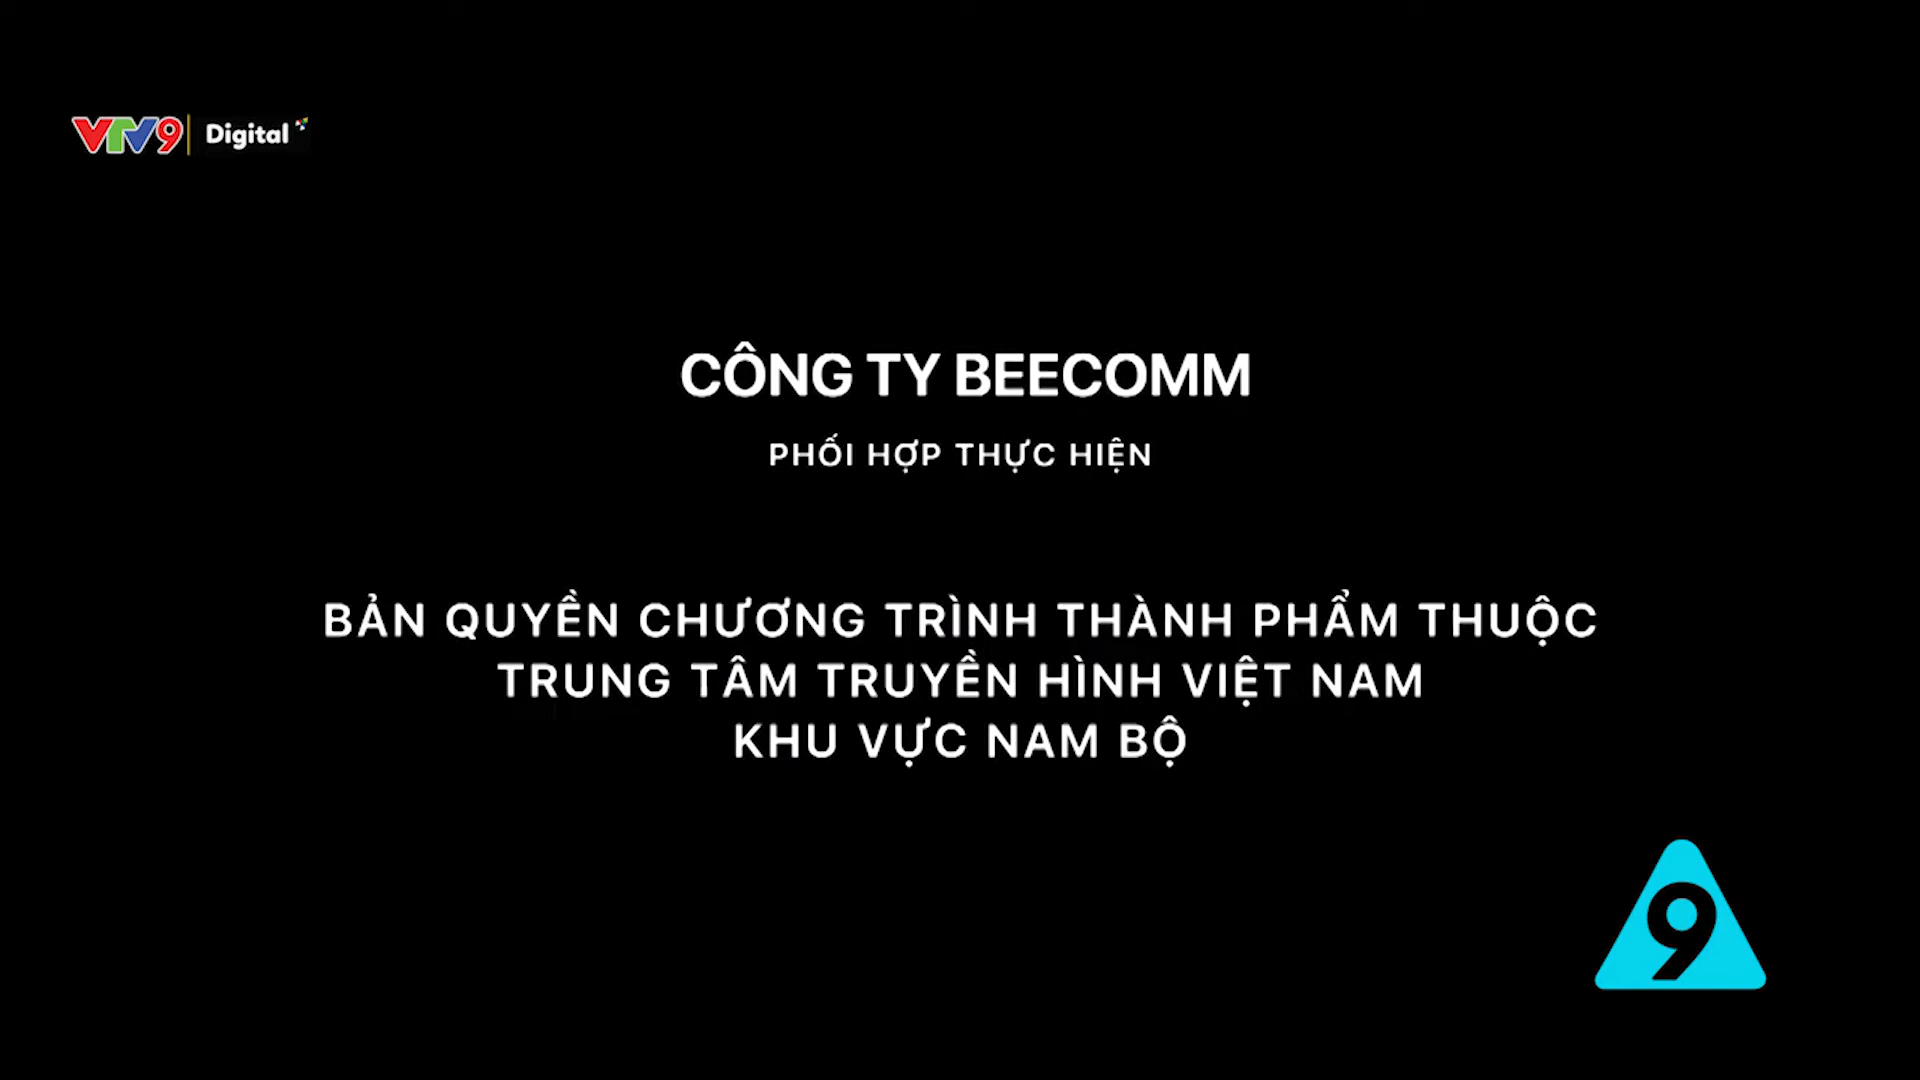 VTV9 Digital
CÔNG TY BEECOMM
PHỐI HỢP THỰC HIỆN
BẢN QUYỀN CHƯƠNG TRÌNH THÀNH PHẨM THUỘC
TRUNG TÂM TRUYỀN HÌNH VIỆT NAM
KHU VỰC NAM BỘ
9